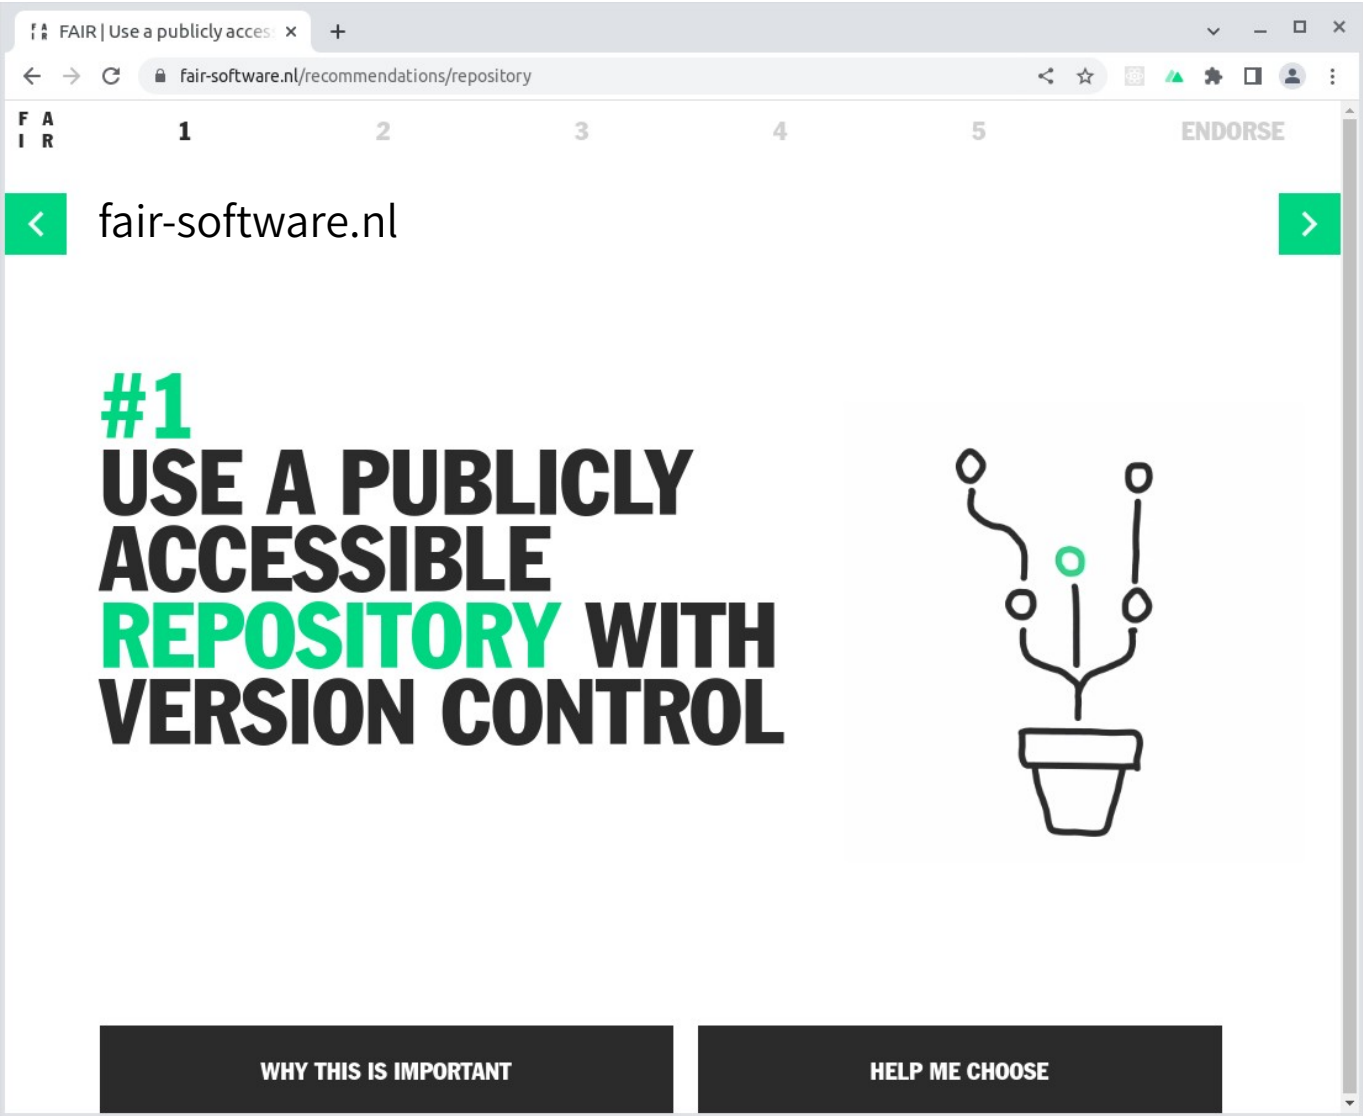 F A
I R
FAIR | Use a publicly acces
fair-software.nl/recommendations/repository
F A
I R
1 2 3 4 5 ENDORSE
fair-software.nl
#1
USE A PUBLICLY
ACCESSIBLE
REPOSITORY WITH
VERSION CONTROL
WHY THIS IS IMPORTANT
HELP ME CHOOSE